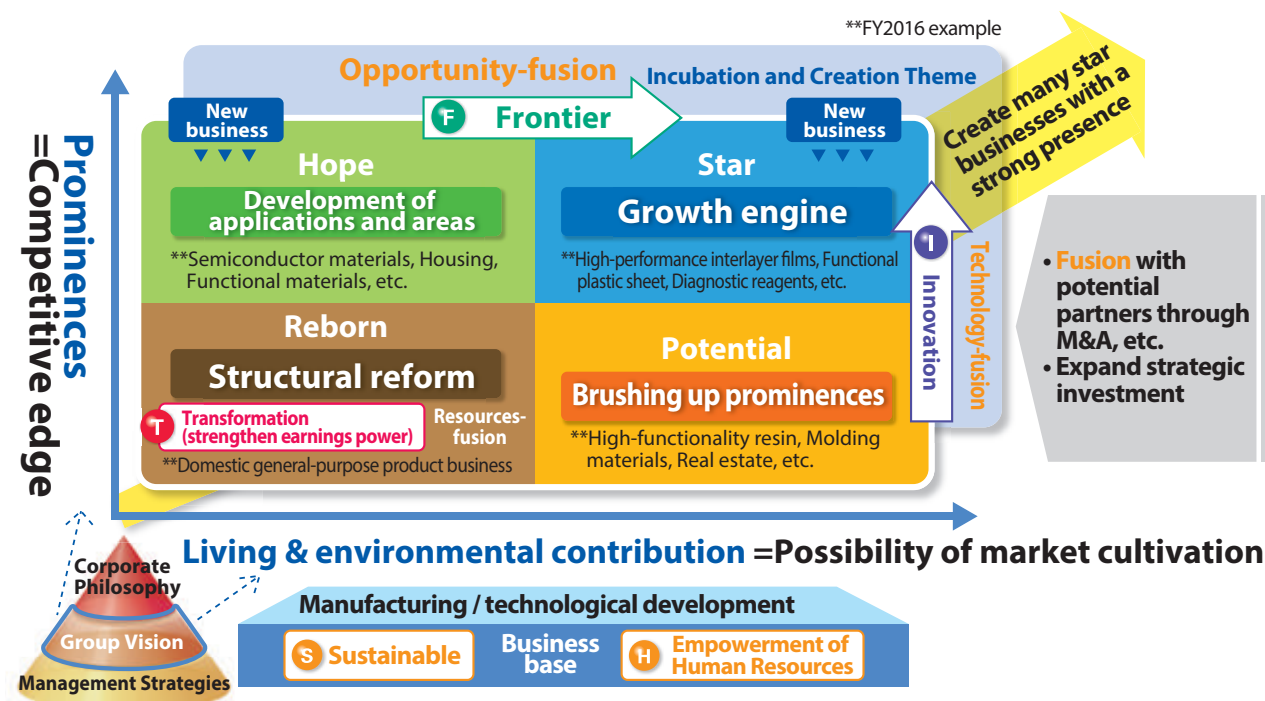 **FY2016 example
Opportunity-fusion
Incubation and Creation Theme
Create many star
businesses with a
strong presence
New
business
F Frontier
New
business
Prominences
=Competitive edge
Hope
Development of
applications and areas
**Semiconductor materials, Housing,
Functional materials, etc.
Star
Growth engine
**High-performance interlayer films, Functional
plastic sheet, Diagnostic reagents, etc.
I Innovation
Technology-fusion
Reborn
Structural reform
T Transformation
(strengthen earnings power)
Resources-
fusion
**Domestic general-purpose product business
Potential
Brushing up prominences
**High-functionality resin, Molding
materials, Real estate, etc.
• Fusion with
potential
partners through
M&A, etc.
• Expand strategic
investment
Living & environmental contribution =Possibility of market cultivation
Corporate
Philosophy
Group Vision
Management Strategies
Manufacturing / technological development
S Sustainable
Business
base
H Empowerment of
Human Resources